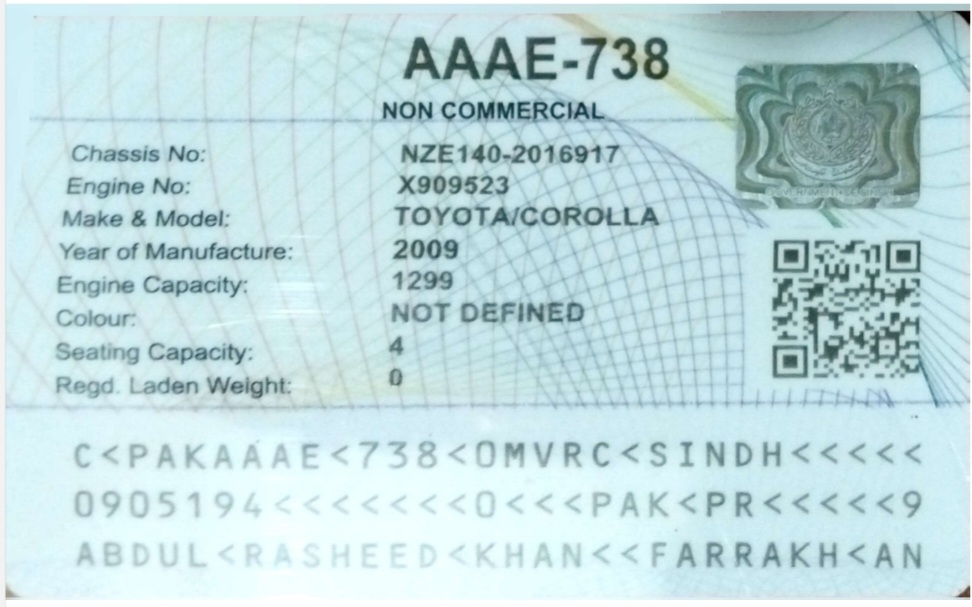 AAAE-738
NON COMMERCIAL
Chassis No: NZE140-2016917
Engine No: X909523
Make & Model: TOYOTA/COROLLA
Year of Manufacture: 2009
Engine Capacity: 1299
Colour: NOT DEFINED
Seating Capacity: 4
Regd. Laden Weight: 0
C<PAKAAAE<738<0MVRC<SINDH<<<<<
0905194<<<<<<<0<<<PAK<PR<<<<<9
ABDUL<RASHEED<KHAN<<FARRAKH<AN